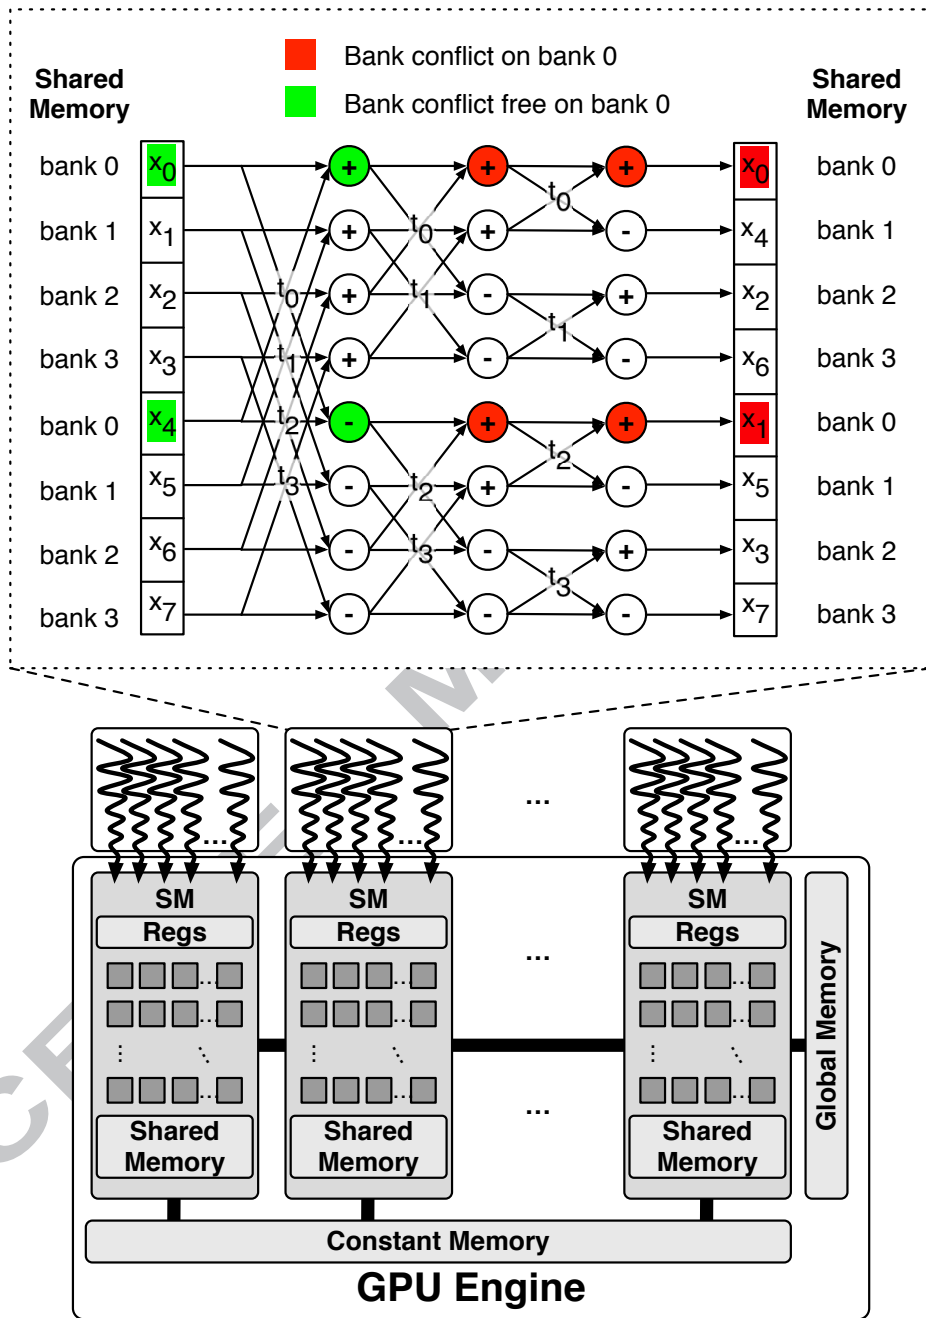 Bank conflict on bank 0
Bank conflict free on bank 0
Shared Memory
Shared Memory
bank 0 x0 + + + x0 bank 0
bank 1 x1 + + - x4 bank 1
bank 2 x2 + - + x2 bank 2
bank 3 x3 + - - x6 bank 3
bank 0 x4 - + + x1 bank 0
bank 1 x5 - + - x5 bank 1
bank 2 x6 - - + x3 bank 2
bank 3 x7 - - - x7 bank 3
t0
t1
t2
t3
t0
t1
t2
t3
t0
t1
t2
t3
... ... ... ...
SM SM SM
Regs Regs Regs
...
... ... ...
... ... ...
⋮ ⋱ ⋮ ⋱ ⋮ ⋱
... ... ...
...
Shared Memory
Shared Memory
Shared Memory
Global Memory
Constant Memory
GPU Engine